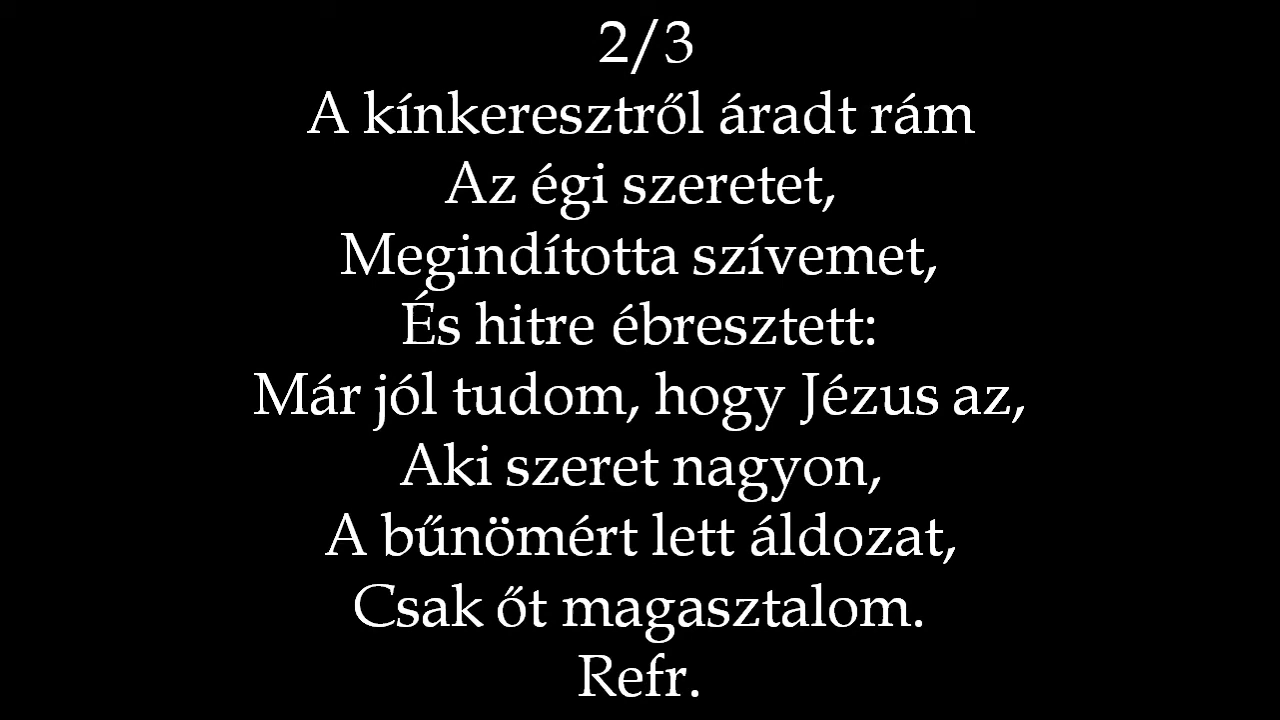 2/3
A kínkeresztről áradt rám
Az égi szeretet,
Megindította szívemet,
És hitre ébresztett:
Már jól tudom, hogy Jézus az,
Aki szeret nagyon,
A bűnömért lett áldozat,
Csak őt magasztalom.
Refr.